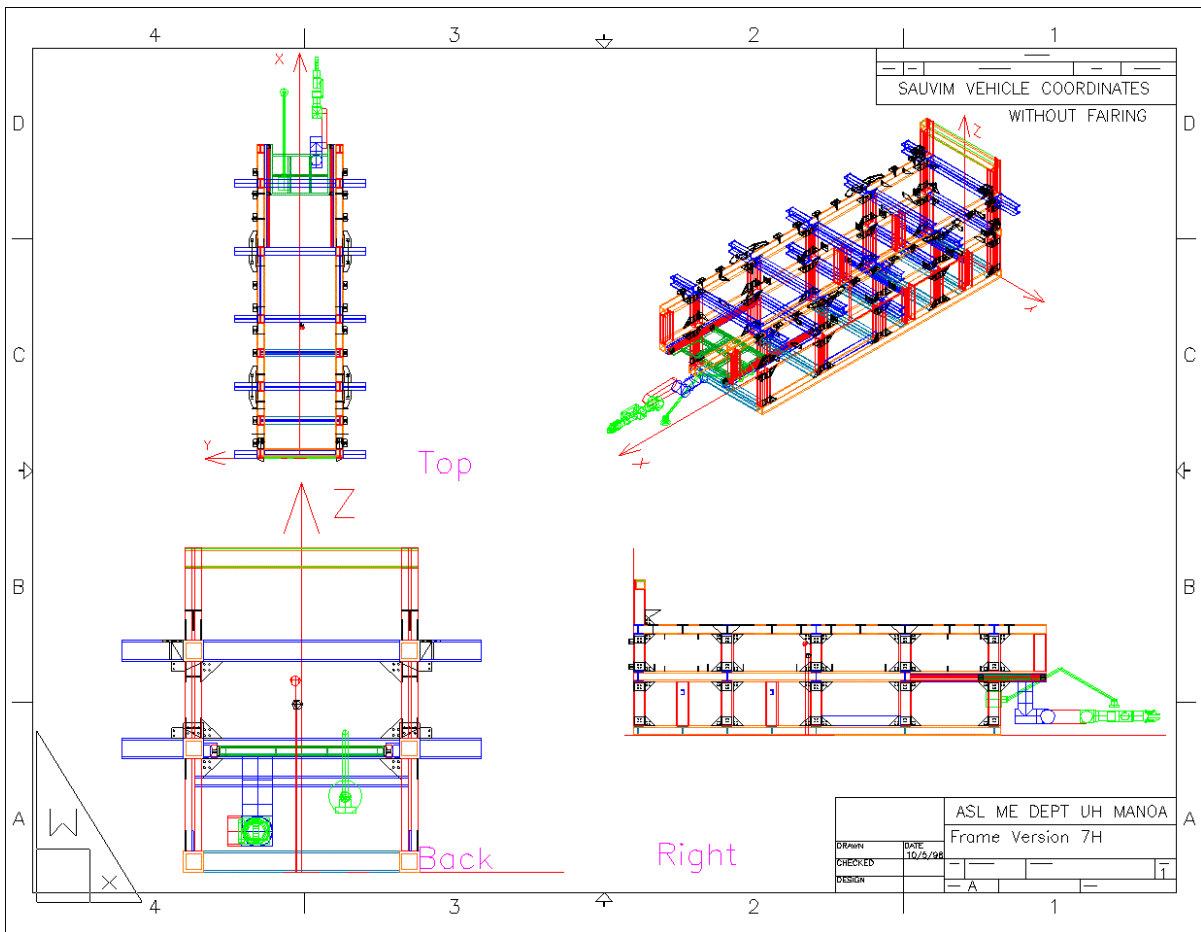 4 3 2 1
X
SAUVIM VEHICLE COORDINATES
WITHOUT FAIRING
D D
Z
Y
C C
X
Y
Top
Z
B B
ASL ME DEPT UH MANOA
A A
Frame Version 7H
W
DRAWN DATE
10/5/98
Back Right
CHECKED
1
DESIGN
A
X
4 3 2 1